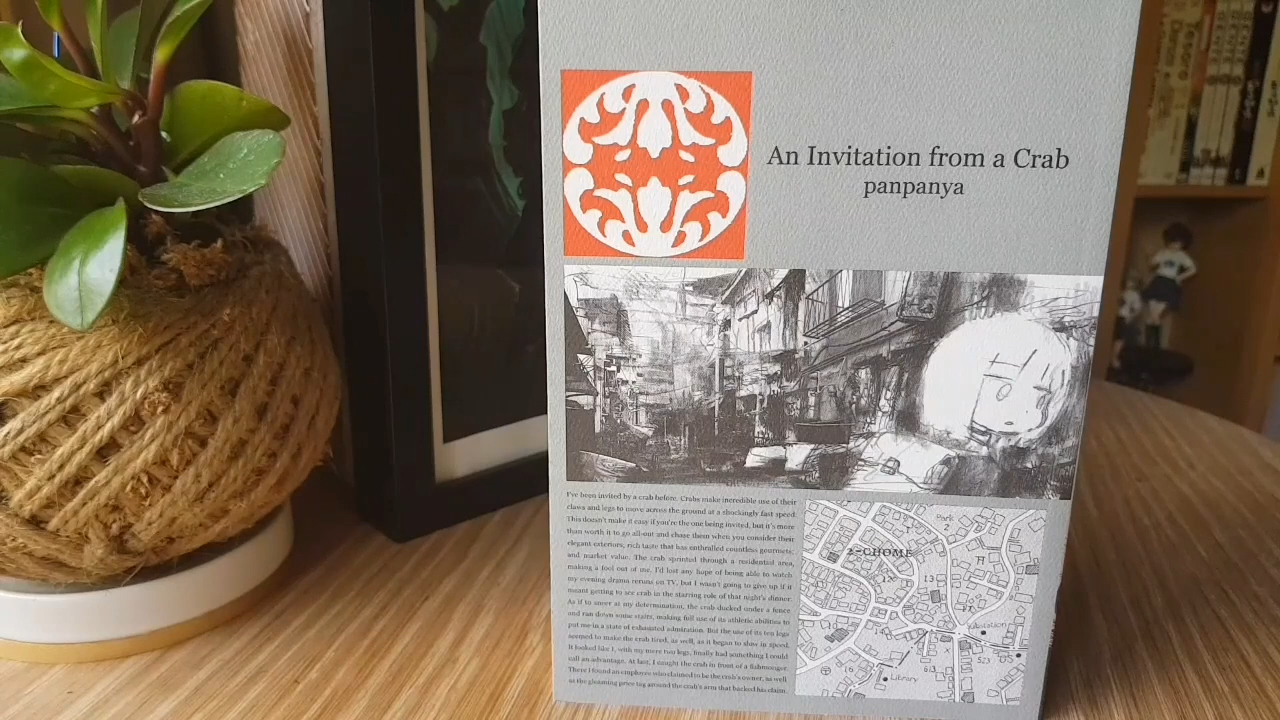 An Invitation from a Crab
panpanya
I've been invited by a crab before. Crabs make incredible use of their
claws and legs to move across the ground at a shockingly fast speed.
This doesn't make it easy if you're the one being invited, but it's more
than worth it to go all-out and chase them when you consider their
elegant exteriors, rich taste that has enthralled countless gourmets,
and market value. The crab sprinted through a residential area,
making a fool out of me. I'd lost any hope of being able to watch
my evening drama reruns on TV, but I wasn't going to give up if it
meant getting to see crab in the starring role of that night's dinner.
As if to sneer at my determination, the crab ducked under a fence
and ran down some stairs, making full use of its athletic abilities to
put me in a state of exhausted admiration. But the use of its ten legs
seemed to make the crab tired, as well, as it began to slow in speed.
It looked like I, with my mere two legs, finally had something I could
call an advantage. At last, I caught the crab in front of a fishmonger.
There I found an employee who claimed to be the crab's owner, as well
as the gleaming price tag around the crab's arm that backed his claim.
Park
2
2-CHOME
13
Substation
16
Library
523